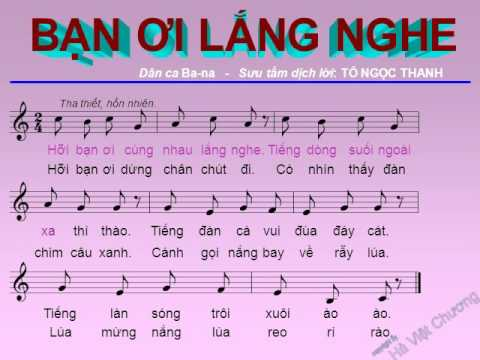 BẠN ƠI LẮNG NGHE
Dân ca Ba-na - Sưu tầm dịch lời: TÔ NGỌC THANH
Tha thiết, hồn nhiên.
2
4
Hỡi bạn ơi cùng nhau lắng nghe. Tiếng dòng suối ngoài
Hỡi bạn ơi dừng chân chút đi. Có nhìn thấy đàn
xa thì thào. Tiếng đàn cá vui đùa đáy cát.
chim câu xanh. Cánh gọi nắng bay về rẫy lúa.
Tiếng làn sóng trôi xuôi ào ào.
Lúa mừng nắng lúa reo rì rào.
Hà Việt Chương